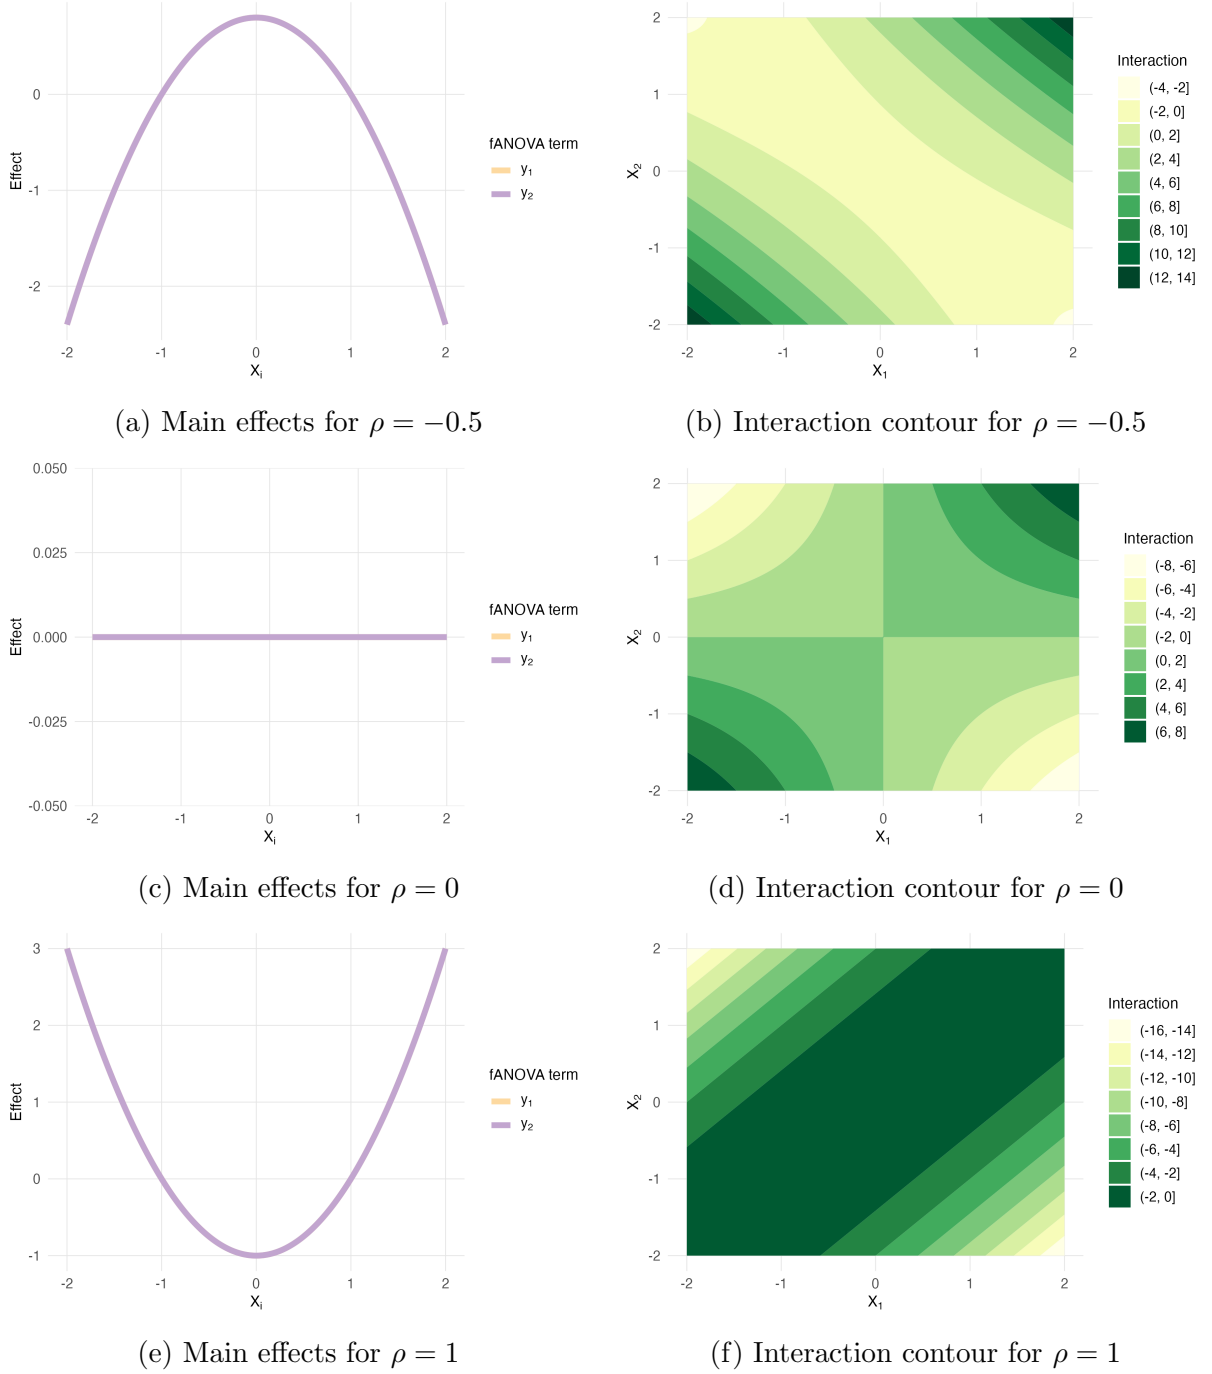 0
-1
-2
Effect
-2
-1
0
1
2
Xi
fANOVA term
y1
y2
2
1
0
-1
-2
X2
-2
-1
0
1
2
X1
Interaction
(-4, -2]
(-2, 0]
(0, 2]
(2, 4]
(4, 6]
(6, 8]
(8, 10]
(10, 12]
(12, 14]
(a) Main effects for ρ = −0.5
(b) Interaction contour for ρ = −0.5
0.050
0.025
0.000
-0.025
-0.050
Effect
-2
-1
0
1
2
Xi
fANOVA term
y1
y2
2
1
0
-1
-2
X2
-2
-1
0
1
2
X1
Interaction
(-8, -6]
(-6, -4]
(-4, -2]
(-2, 0]
(0, 2]
(2, 4]
(4, 6]
(6, 8]
(c) Main effects for ρ = 0
(d) Interaction contour for ρ = 0
3
2
1
0
-1
Effect
-2
-1
0
1
2
Xi
fANOVA term
y1
y2
2
1
0
-1
-2
X2
-2
-1
0
1
2
X1
Interaction
(-16, -14]
(-14, -12]
(-12, -10]
(-10, -8]
(-8, -6]
(-6, -4]
(-4, -2]
(-2, 0]
(e) Main effects for ρ = 1
(f) Interaction contour for ρ = 1